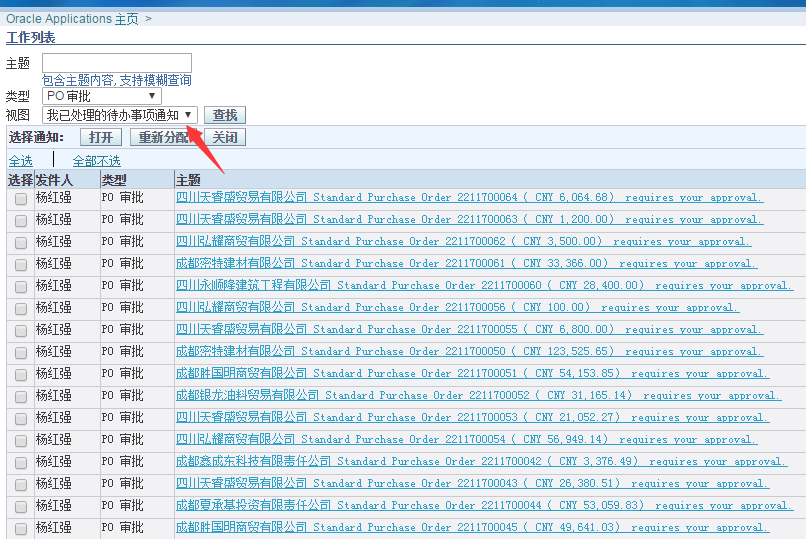 Oracle Applications 主页 >
工作列表
主题
包含主题内容,支持模糊查询
类型 PO 审批
视图 我已处理的待办事项通知 查找
选择通知: 打开 重新分配 关闭
全选 全部不选
选择 发件人 类型 主题
杨红强 PO 审批 四川天睿盛贸易有限公司 Standard Purchase Order 2211700064 ( CNY 6,064.68) requires your approval.
杨红强 PO 审批 四川天睿盛贸易有限公司 Standard Purchase Order 2211700063 ( CNY 1,200.00) requires your approval.
杨红强 PO 审批 四川弘耀商贸有限公司 Standard Purchase Order 2211700062 ( CNY 3,500.00) requires your approval.
杨红强 PO 审批 成都密特建材有限公司 Standard Purchase Order 2211700061 ( CNY 33,366.00) requires your approval.
杨红强 PO 审批 四川永顺隆建筑工程有限公司 Standard Purchase Order 2211700060 ( CNY 28,400.00) requires your approval.
杨红强 PO 审批 四川弘耀商贸有限公司 Standard Purchase Order 2211700056 ( CNY 100.00) requires your approval.
杨红强 PO 审批 四川天睿盛贸易有限公司 Standard Purchase Order 2211700055 ( CNY 6,800.00) requires your approval.
杨红强 PO 审批 成都密特建材有限公司 Standard Purchase Order 2211700050 ( CNY 123,525.65) requires your approval.
杨红强 PO 审批 成都胜国明商贸有限公司 Standard Purchase Order 2211700051 ( CNY 54,153.85) requires your approval.
杨红强 PO 审批 成都银龙油料贸易有限公司 Standard Purchase Order 2211700052 ( CNY 31,165.14) requires your approval.
杨红强 PO 审批 四川天睿盛贸易有限公司 Standard Purchase Order 2211700053 ( CNY 21,052.27) requires your approval.
杨红强 PO 审批 四川弘耀商贸有限公司 Standard Purchase Order 2211700054 ( CNY 56,949.14) requires your approval.
杨红强 PO 审批 成都鑫成东科技有限责任公司 Standard Purchase Order 2211700042 ( CNY 3,376.49) requires your approval.
杨红强 PO 审批 四川天睿盛贸易有限公司 Standard Purchase Order 2211700043 ( CNY 26,380.51) requires your approval.
杨红强 PO 审批 成都夏承基投资有限责任公司 Standard Purchase Order 2211700044 ( CNY 53,059.83) requires your approval.
杨红强 PO 审批 成都胜国明商贸有限公司 Standard Purchase Order 2211700045 ( CNY 49,641.03) requires your approval.